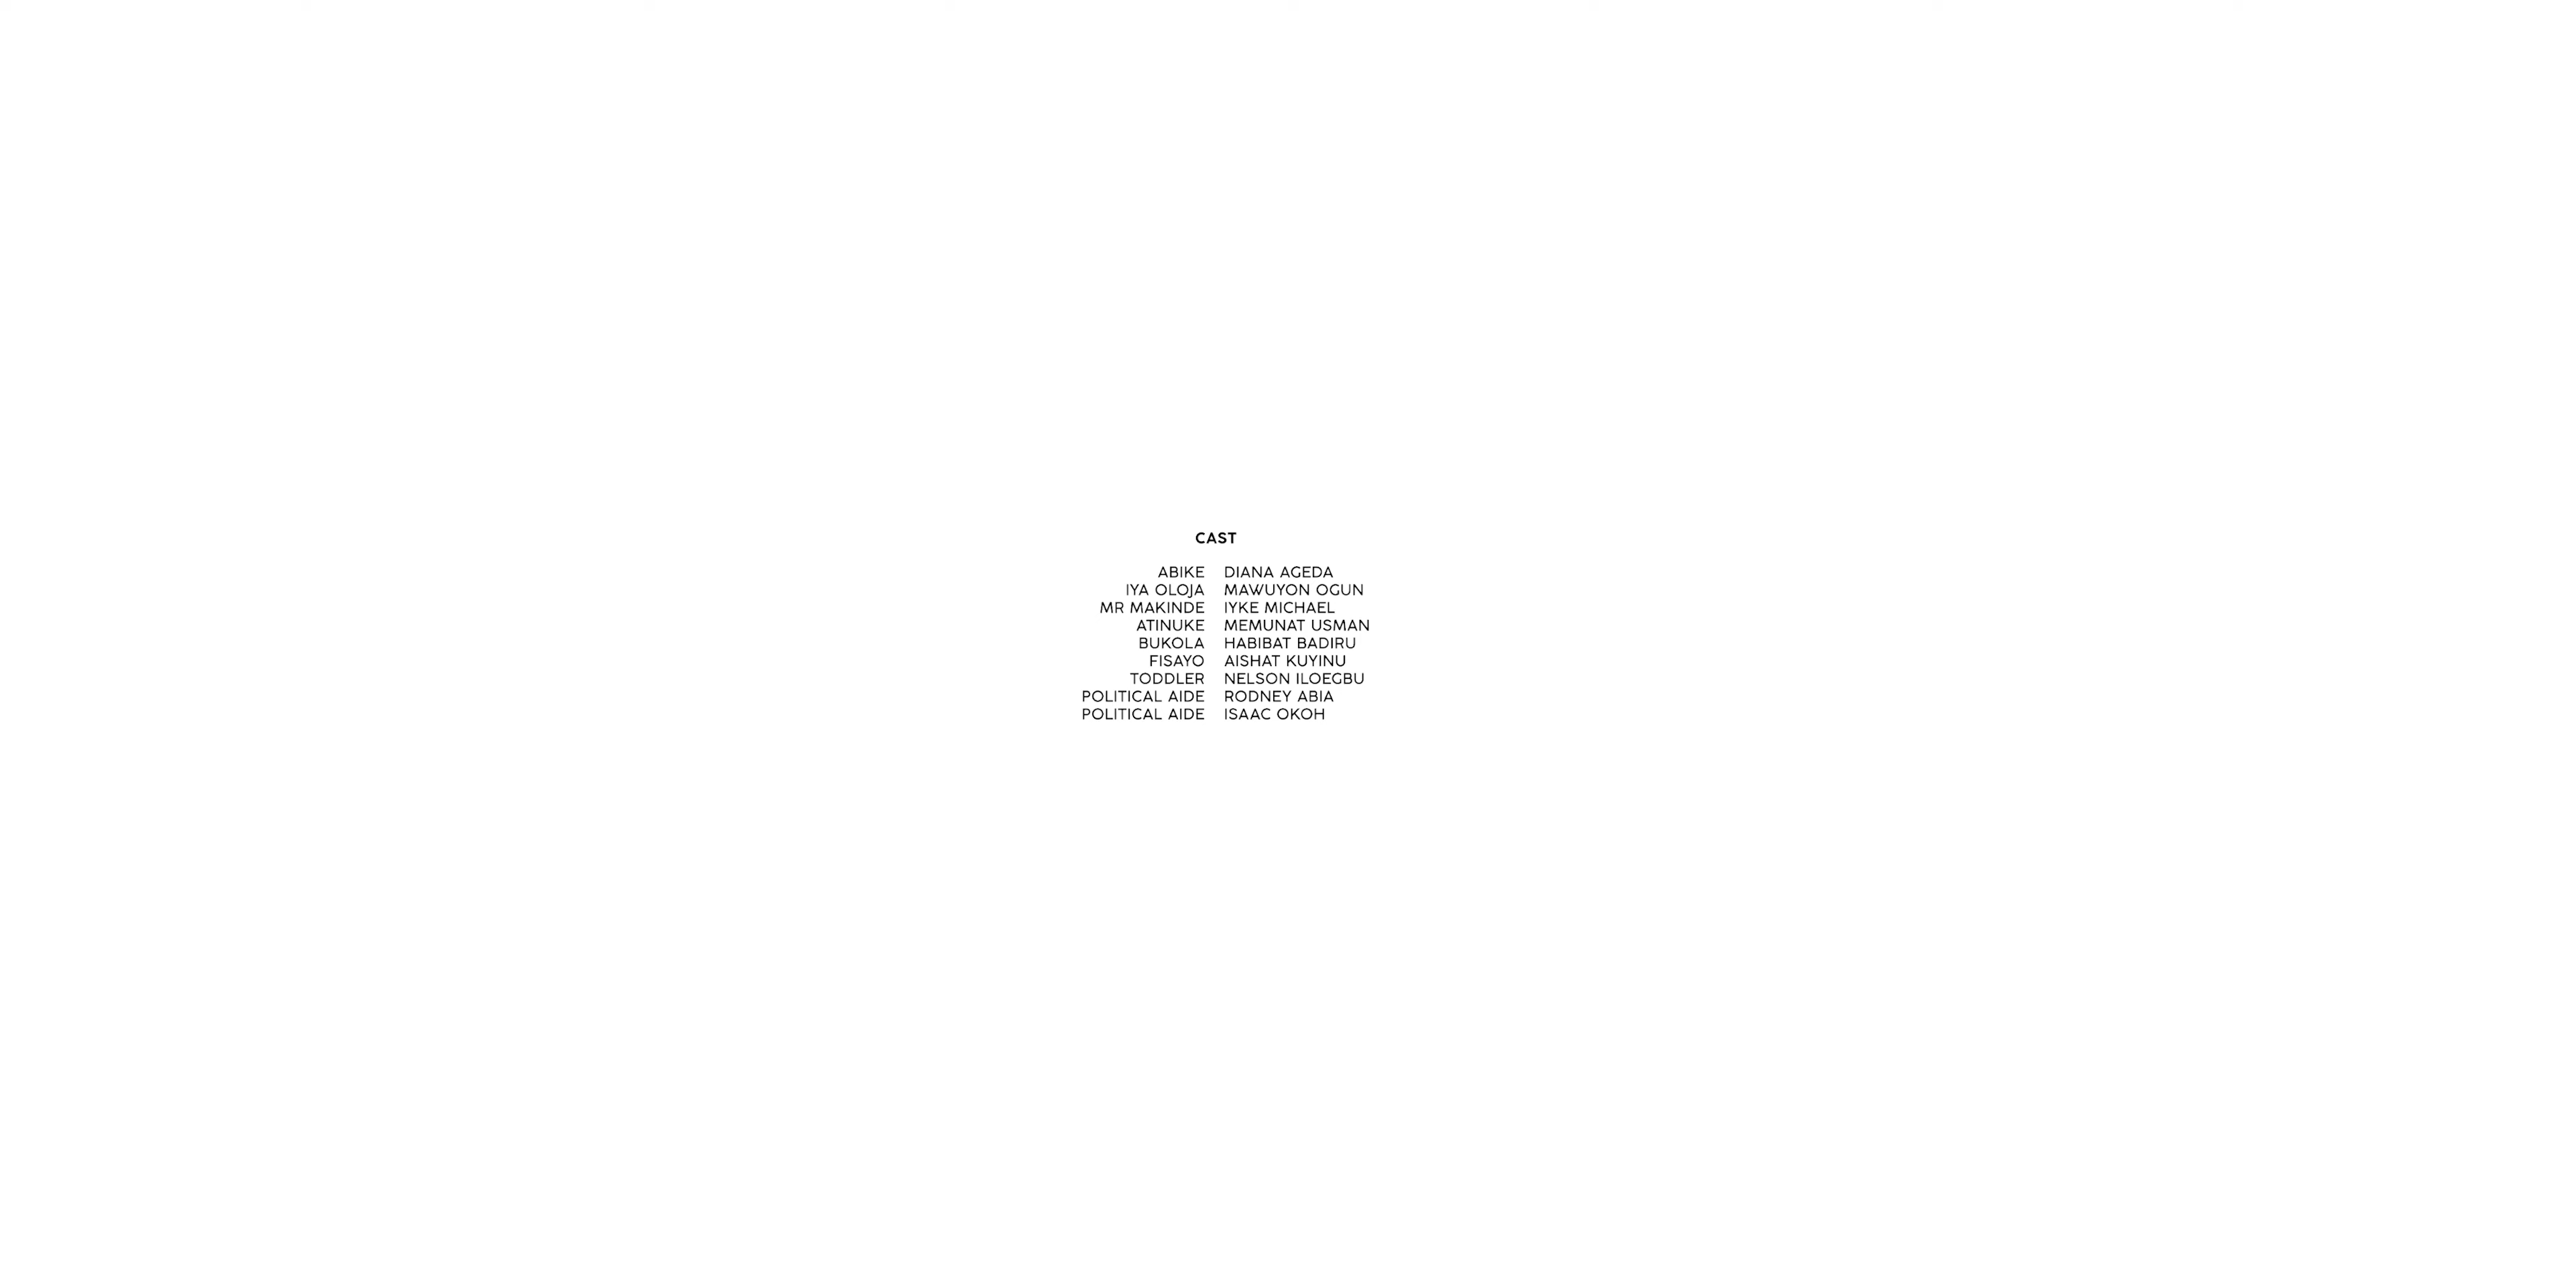 CAST
ABIKE DIANA AGEDA
IYA OLOJA MAWUYON OGUN
MR MAKINDE IYKE MICHAEL
ATINUKE MEMUNAT USMAN
BUKOLA HABIBAT BADIRU
FISAYO AISHAT KUYINU
TODDLER NELSON ILOEGBU
POLITICAL AIDE RODNEY ABIA
POLITICAL AIDE ISAAC OKOH